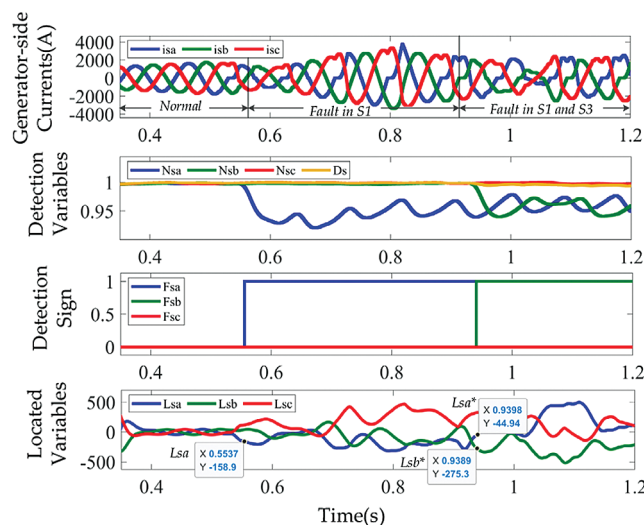 Generator-side
Currents(A)
4000
2000
0
-2000
-4000
isa isb isc
Normal
Fault in S1
Fault in S1 and S3
0.4 0.6 0.8 1 1.2
Detection
Variables
1
0.95
Nsa Nsb Nsc Ds
0.4 0.6 0.8 1 1.2
Detection
Sign
1
0.5
0
Fsa
Fsb
Fsc
0.4 0.6 0.8 1 1.2
Located
Variables
500
0
-500
Lsa Lsb Lsc
Lsa
X 0.5537
Y -158.9
Lsa*
X 0.9398
Y -44.94
Lsb*
X 0.9389
Y -275.3
0.4 0.6 0.8 1 1.2
Time(s)